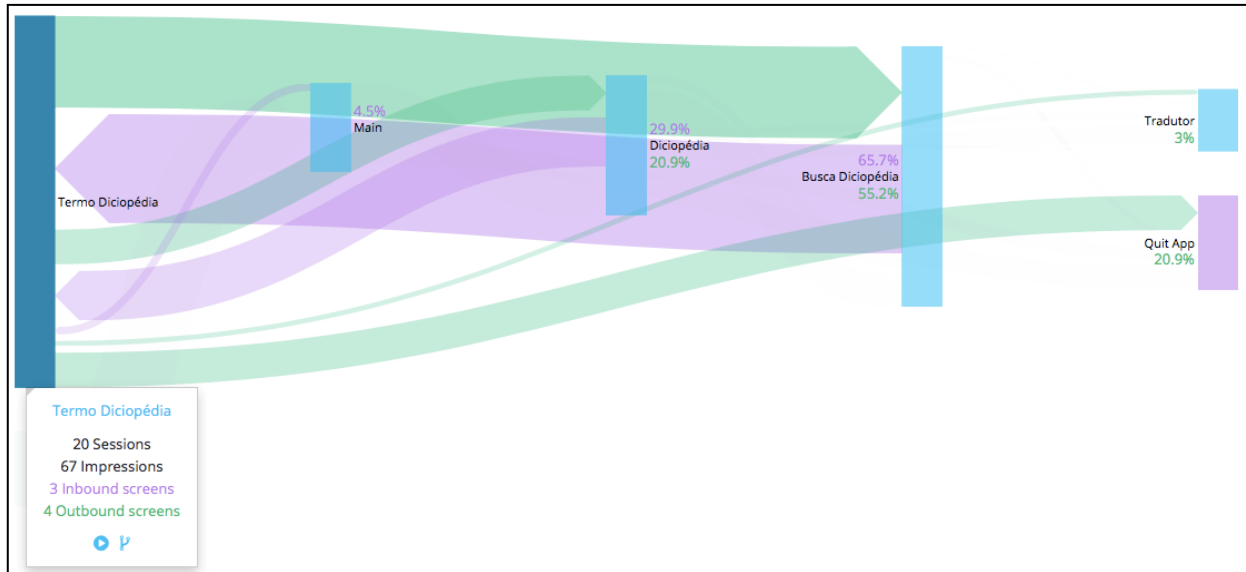 4.5%
Main
29.9%
Diciopédia
20.9%
65.7%
Busca Diciopédia
55.2%
Tradutor
3%
Termo Diciopédia
Quit App
20.9%
Termo Diciopédia
20 Sessions
67 Impressions
3 Inbound screens
4 Outbound screens